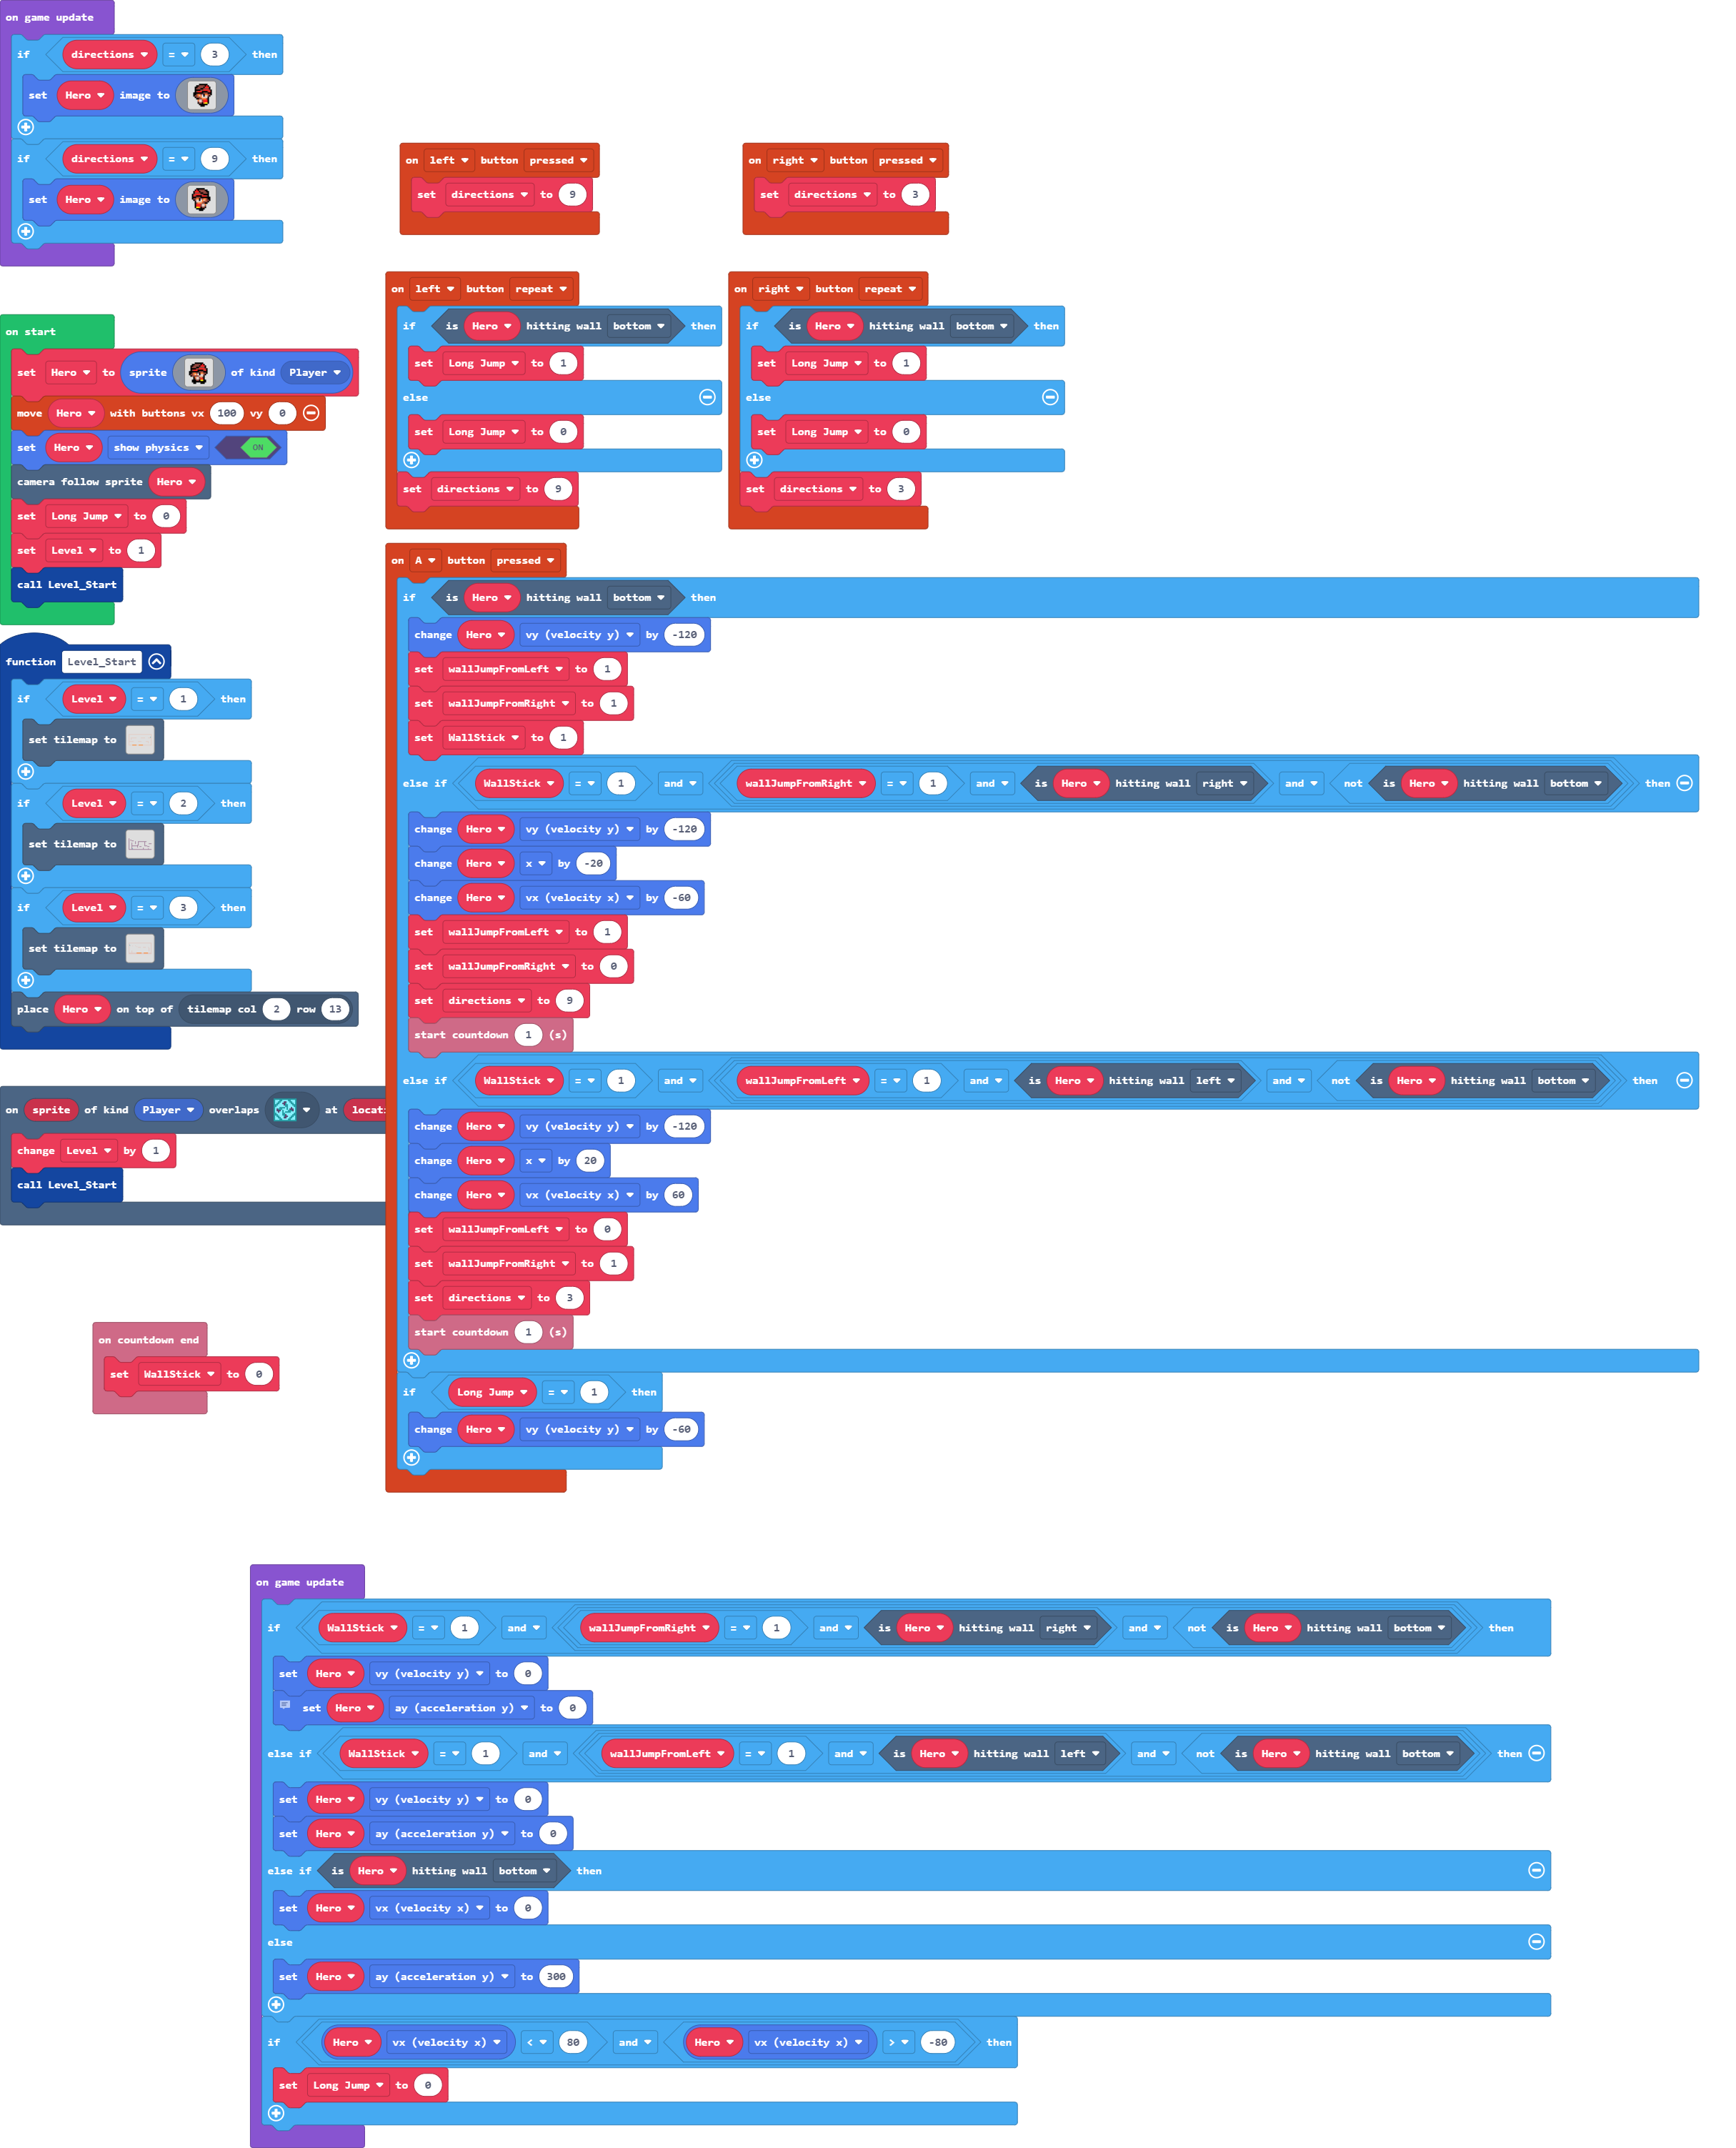 on game update
if directions = 3 then
set Hero image to
if directions = 9 then
set Hero image to
on left button pressed
set directions to 9
on right button pressed
set directions to 3
on left button repeat
if is Hero hitting wall bottom then
set Long Jump to 1
else
set Long Jump to 0
set directions to 9
on right button repeat
if is Hero hitting wall bottom then
set Long Jump to 1
else
set Long Jump to 0
set directions to 3
on start
set Hero to sprite of kind Player
move Hero with buttons vx 100 vy 0
set Hero show physics ON
camera follow sprite Hero
set Long Jump to 0
set Level to 1
call Level_Start
function Level_Start
if Level = 1 then
set tilemap to
if Level = 2 then
set tilemap to
if Level = 3 then
set tilemap to
place Hero on top of tilemap col 2 row 13
on sprite of kind Player overlaps at locati
change Level by 1
call Level_Start
on countdown end
set WallStick to 0
on A button pressed
if is Hero hitting wall bottom then
change Hero vy (velocity y) by -120
set wallJumpFromLeft to 1
set wallJumpFromRight to 1
set WallStick to 1
else if WallStick = 1 and wallJumpFromRight = 1 and is Hero hitting wall right and not is Hero hitting wall bottom then
change Hero vy (velocity y) by -120
change Hero x by -20
change Hero vx (velocity x) by -60
set wallJumpFromLeft to 1
set wallJumpFromRight to 0
set directions to 9
start countdown 1 (s)
else if WallStick = 1 and wallJumpFromLeft = 1 and is Hero hitting wall left and not is Hero hitting wall bottom then
change Hero vy (velocity y) by -120
change Hero x by 20
change Hero vx (velocity x) by 60
set wallJumpFromLeft to 0
set wallJumpFromRight to 1
set directions to 3
start countdown 1 (s)
if Long Jump = 1 then
change Hero vy (velocity y) by -60
on game update
if WallStick = 1 and wallJumpFromRight = 1 and is Hero hitting wall right and not is Hero hitting wall bottom then
set Hero vy (velocity y) to 0
set Hero ay (acceleration y) to 0
else if WallStick = 1 and wallJumpFromLeft = 1 and is Hero hitting wall left and not is Hero hitting wall bottom then
set Hero vy (velocity y) to 0
set Hero ay (acceleration y) to 0
else if is Hero hitting wall bottom then
set Hero vx (velocity x) to 0
else
set Hero ay (acceleration y) to 300
if Hero vx (velocity x) < 80 and Hero vx (velocity x) > -80 then
set Long Jump to 0